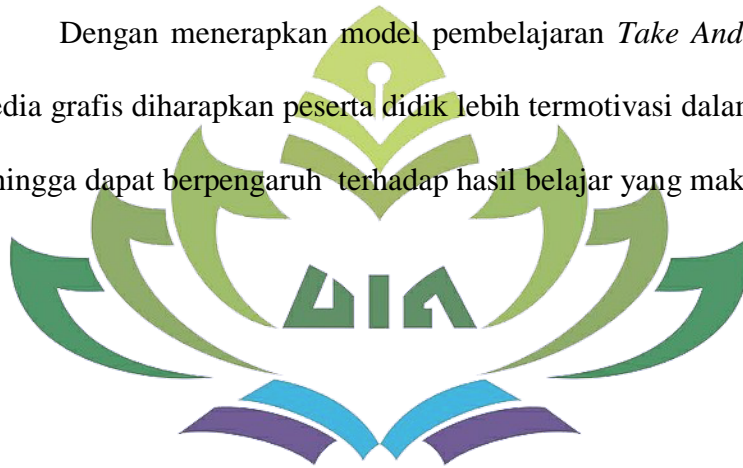 Dengan menerapkan model pembelajaran Take And
edia grafis diharapkan peserta didik lebih termotivasi dalam
hingga dapat berpengaruh terhadap hasil belajar yang mak